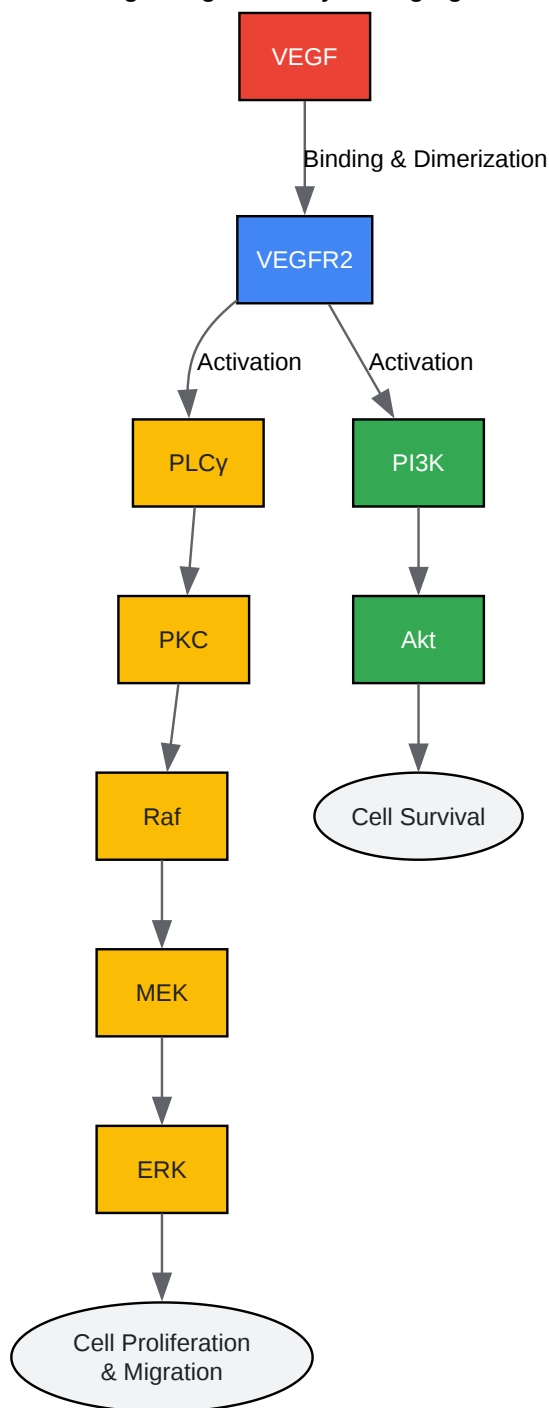 VEGF
Binding & Dimerization
VEGFR2
Activation
Activation
PLCγ
PI3K
PKC
Akt
Raf
Cell Survival
MEK
ERK
Cell Proliferation
& Migration